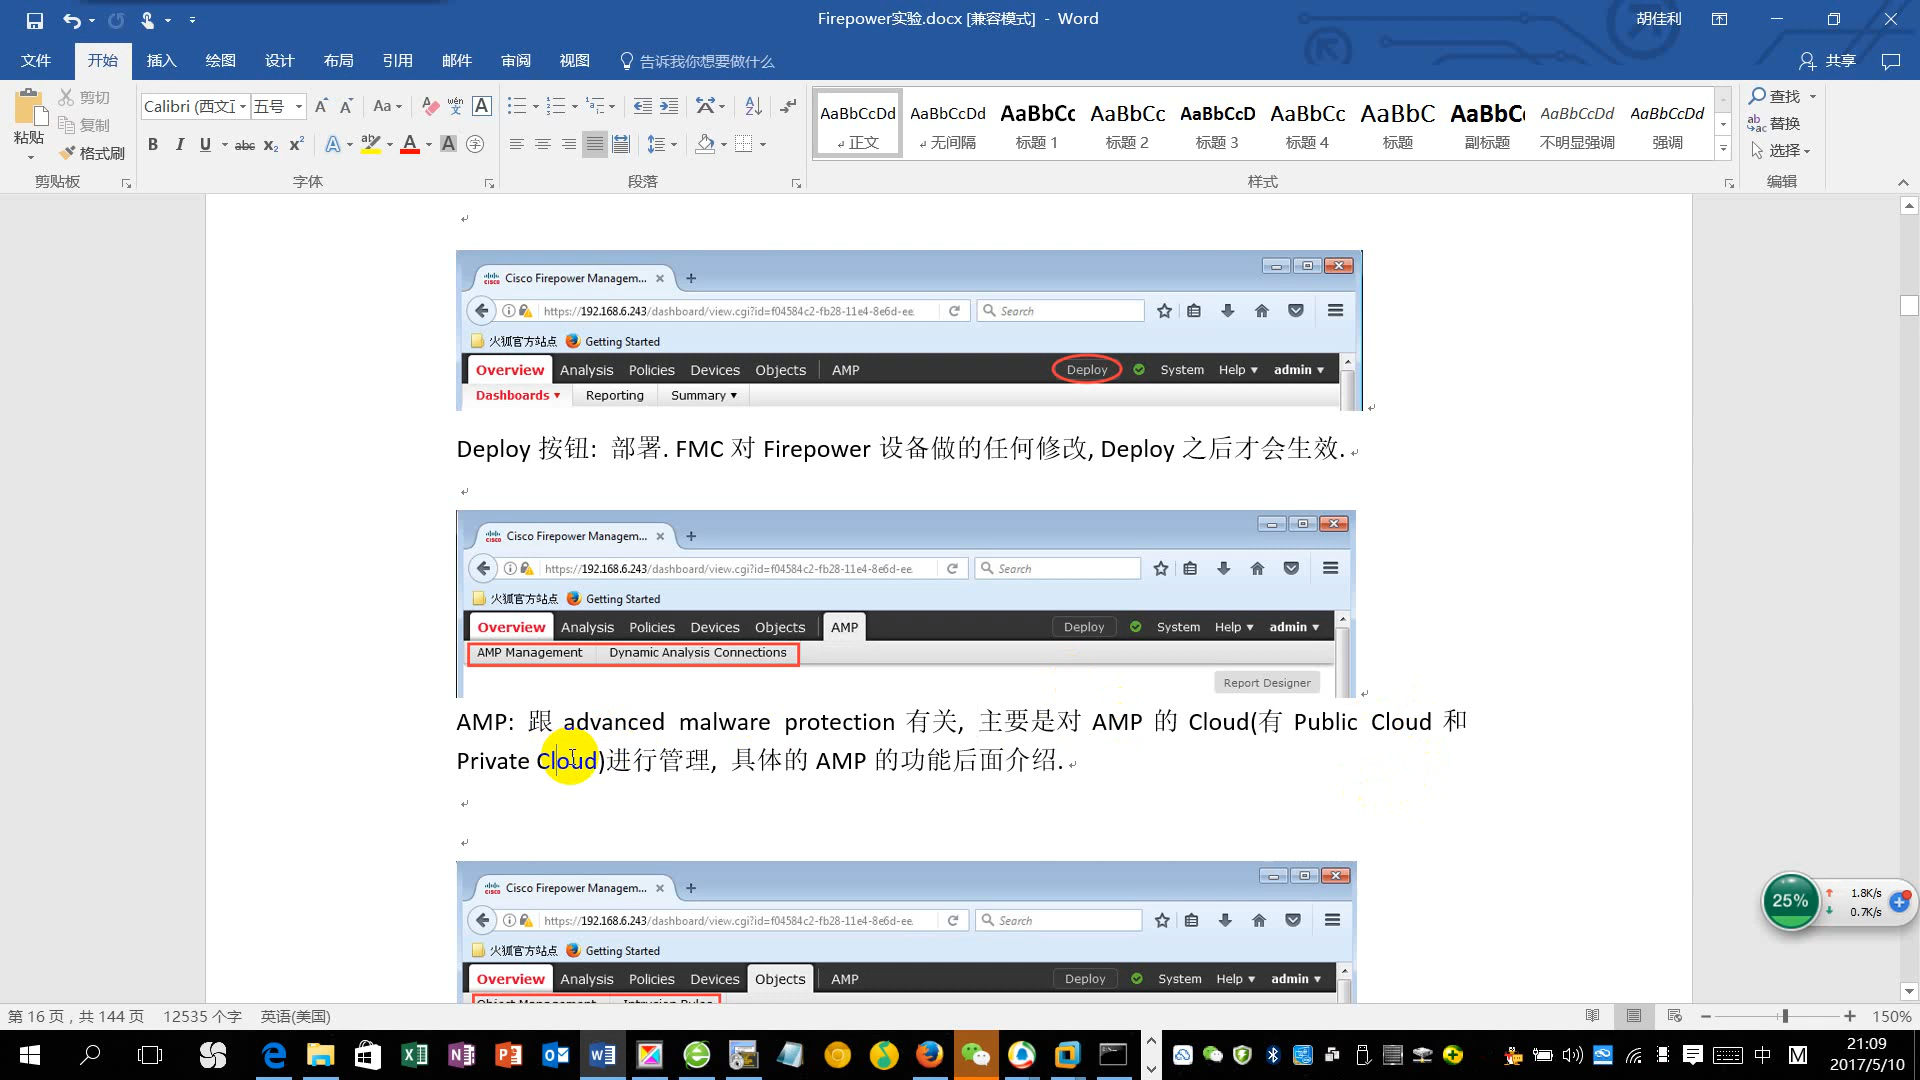 Firepower实验.docx [兼容模式] - Word
胡佳利
文件 开始 插入 绘图 设计 布局 引用 邮件 审阅 视图 告诉我你想要做什么 共享
粘贴 剪切 复制 格式刷
Calibri (西文正 五号
AaBbCcDd AaBbCcDd AaBbCc AaBbCc AaBbCcD AaBbCc AaBbC AaBbC AaBbCcDd AaBbCcDd
正文 无间隔 标题 1 标题 2 标题 3 标题 4 标题 副标题 不明显强调 强调
查找
替换
选择
剪贴板 字体 段落 样式 编辑
Cisco Firepower Managem...
https://192.168.6.243/dashboard/view.cgi?id=f04584c2-fb28-11e4-8e6d-ee. Search
火狐官方站点 Getting Started
Overview Analysis Policies Devices Objects AMP Deploy System Help admin
Dashboards Reporting Summary
Deploy 按钮: 部署. FMC 对 Firepower 设备做的任何修改, Deploy 之后才会生效.
Cisco Firepower Managem...
https://192.168.6.243/dashboard/view.cgi?id=f04584c2-fb28-11e4-8e6d-ee. Search
火狐官方站点 Getting Started
Overview Analysis Policies Devices Objects AMP Deploy System Help admin
AMP Management Dynamic Analysis Connections
Report Designer
AMP: 跟 advanced malware protection 有关, 主要是对 AMP 的 Cloud(有 Public Cloud 和
Private Cloud)进行管理, 具体的 AMP 的功能后面介绍.
Cisco Firepower Managem...
https://192.168.6.243/dashboard/view.cgi?id=f04584c2-fb28-11e4-8e6d-ee. Search
火狐官方站点 Getting Started
Overview Analysis Policies Devices Objects AMP Deploy System Help admin
Object Management Intrusion Rules
25% 1.8K/s
0.7K/s
第 16 页，共 144 页 12535 个字 英语(美国) 150%
中 M
21:09
2017/5/10